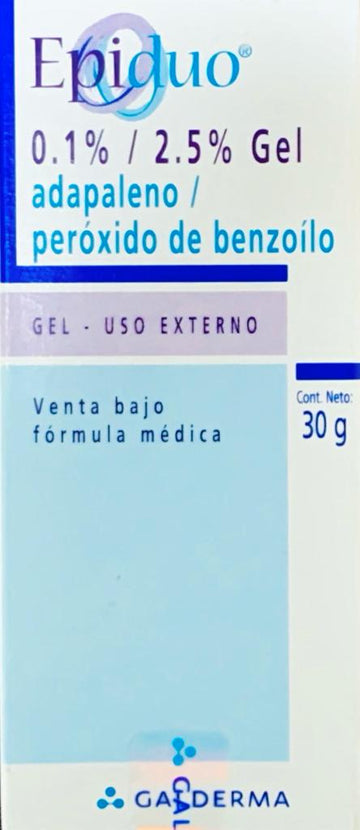 Epiduo®
0.1% / 2.5% Gel
adapaleno /
peróxido de benzoílo
GEL - USO EXTERNO
Venta bajo
fórmula médica
Cont. Neto:
30 g
GALDERMA
GAL